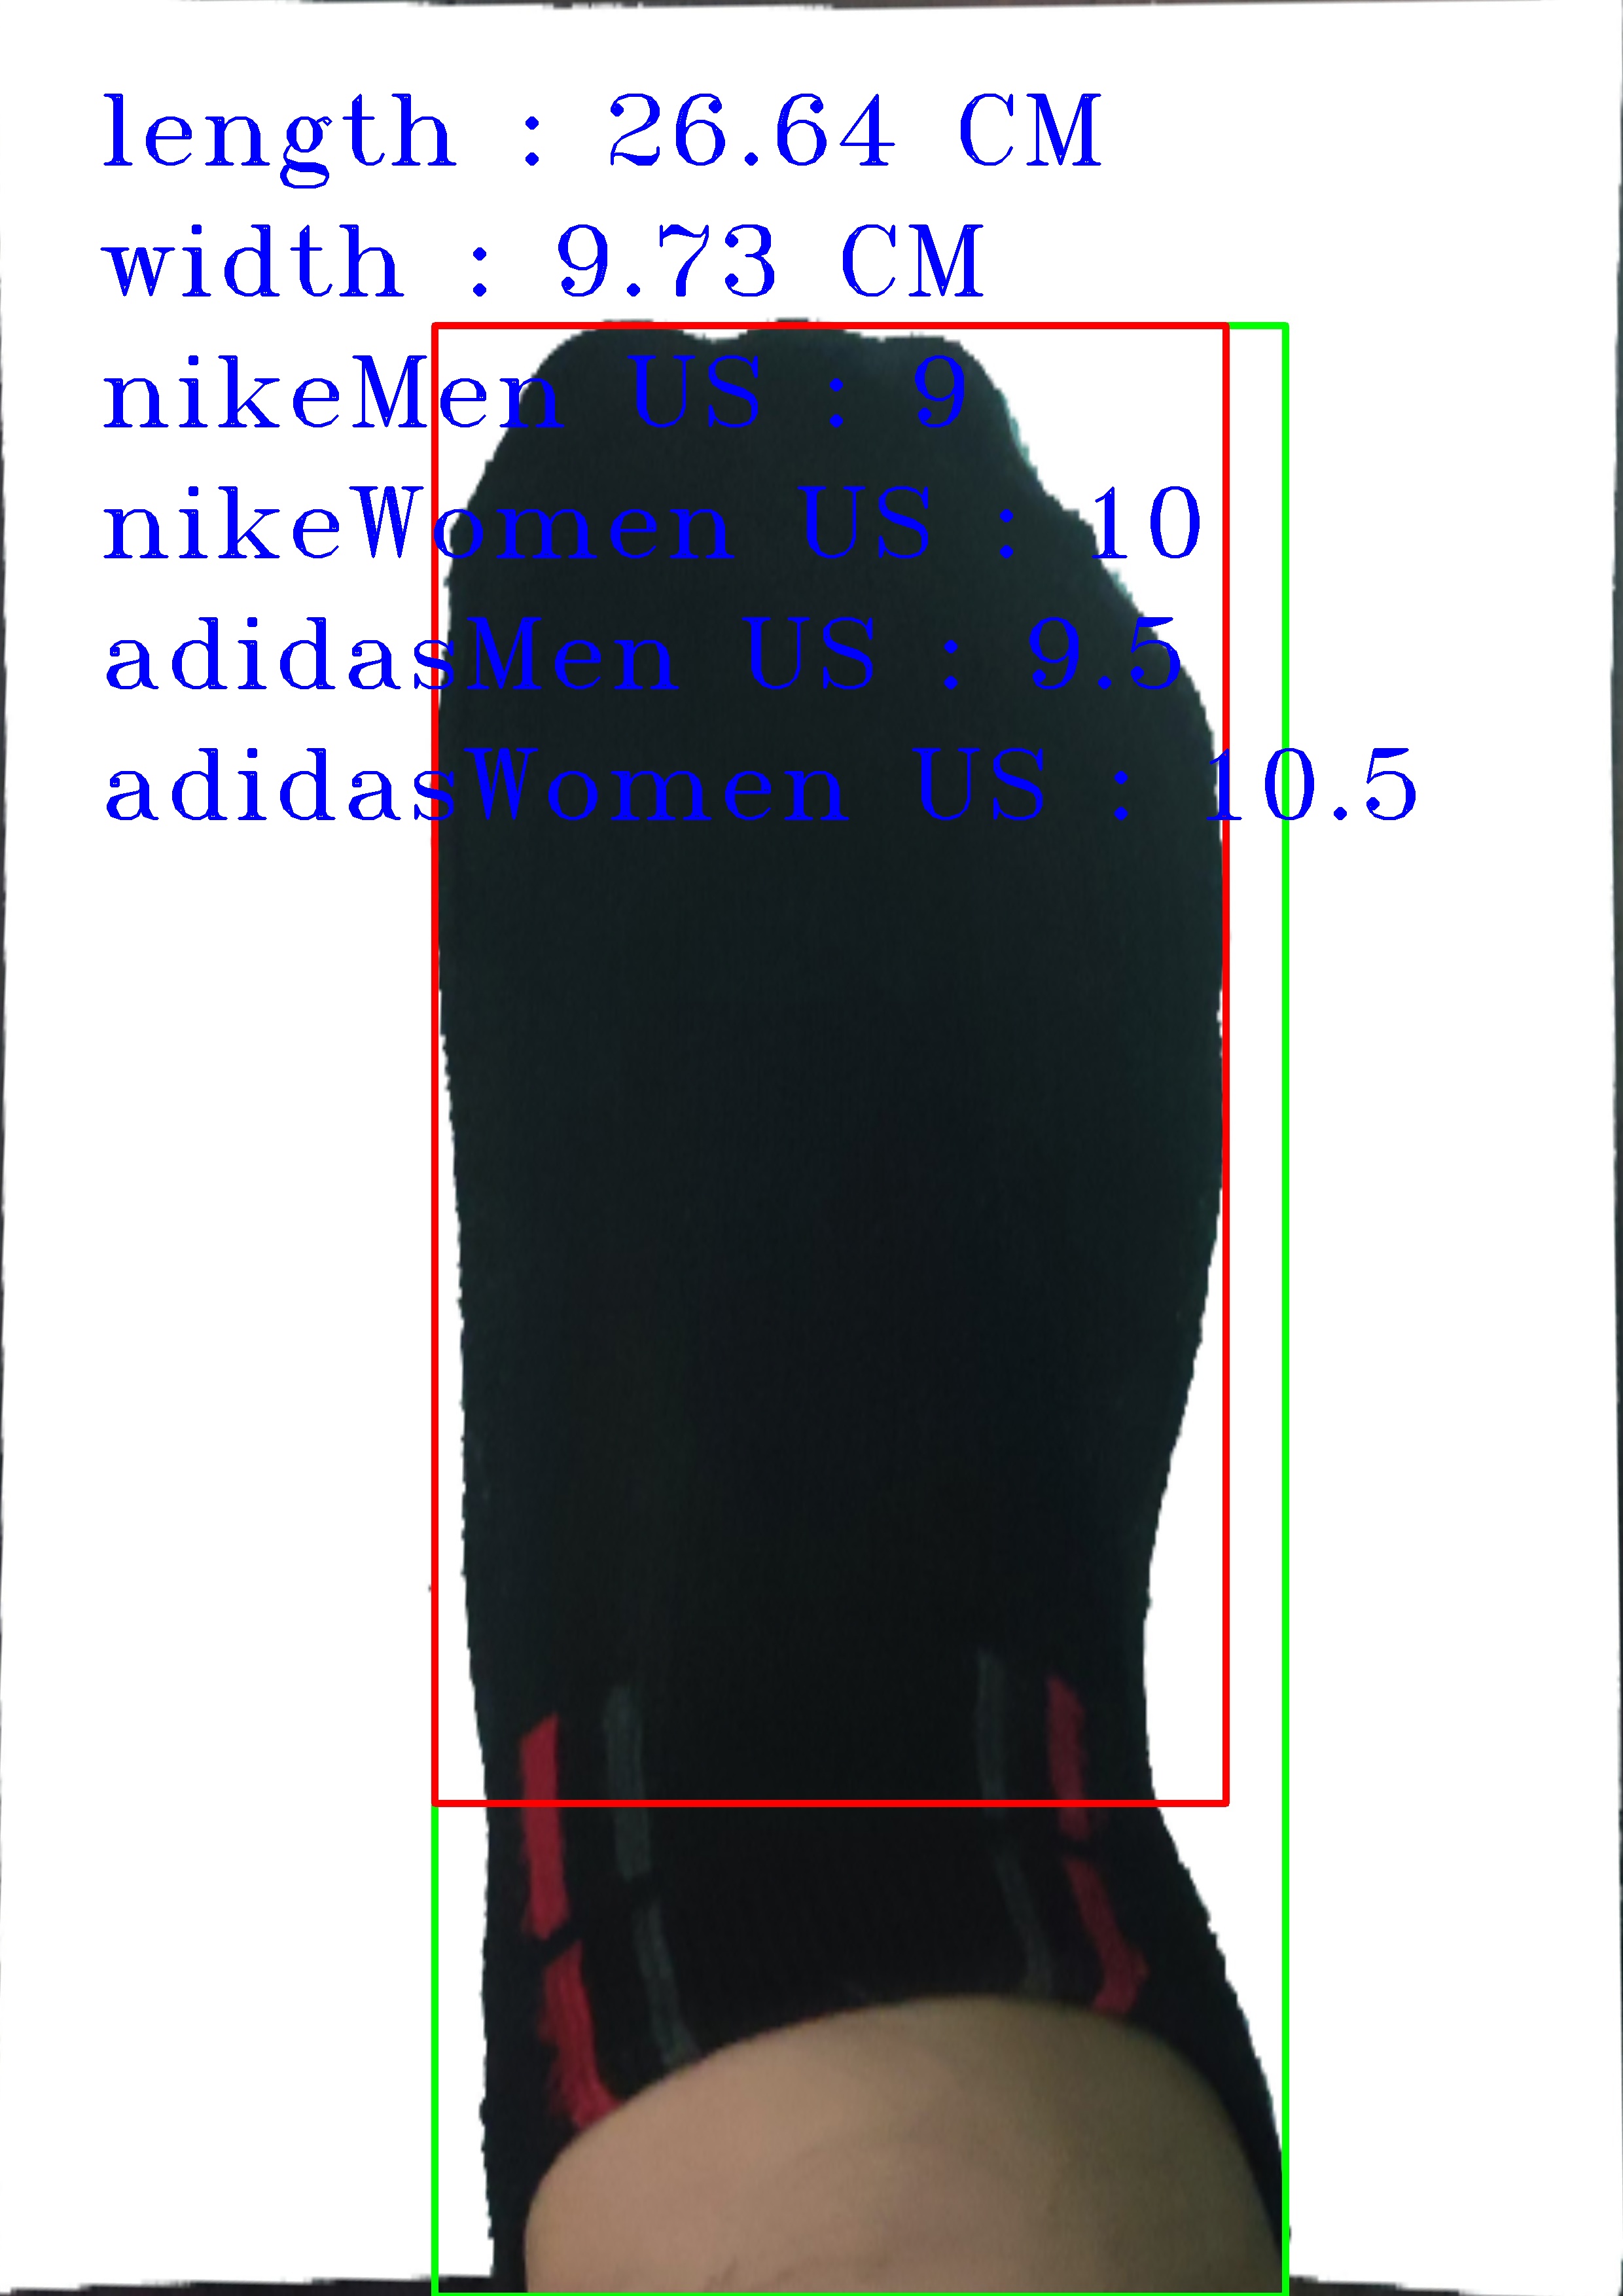 length : 26.64 CM
width : 9.73 CM
nikeMen US : 9
nikeWomen US : 10
adidasMen US : 9.5
adidasWomen US : 10.5